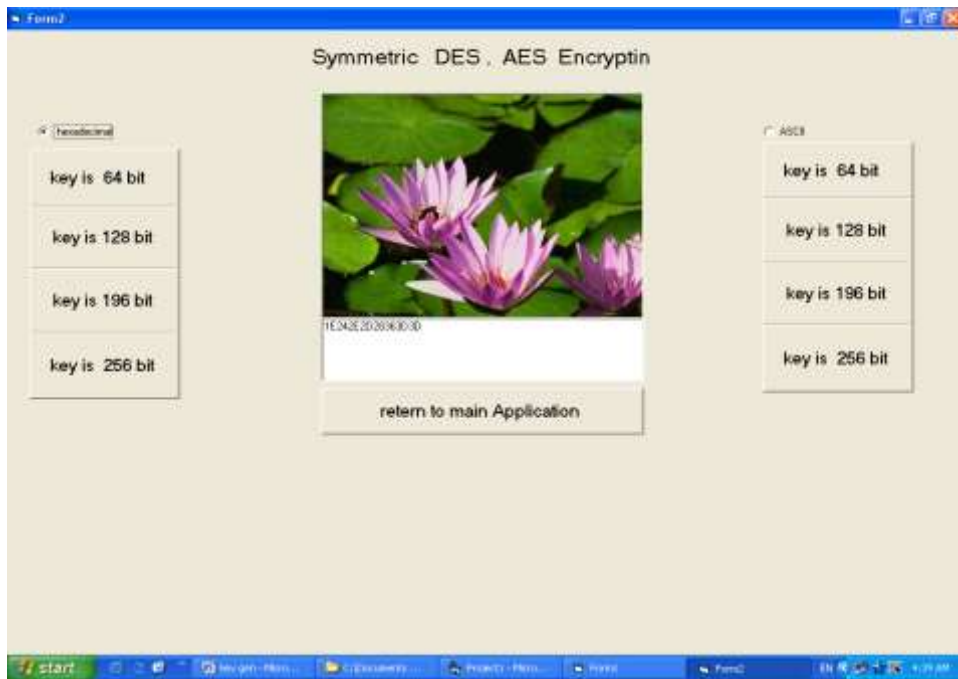 Form2
Symmetric DES , AES Encryptin
hexadecimal
key is 64 bit
key is 128 bit
key is 196 bit
key is 256 bit
ASCII
key is 64 bit
key is 128 bit
key is 196 bit
key is 256 bit
retern to main Application
start
Form2
EN